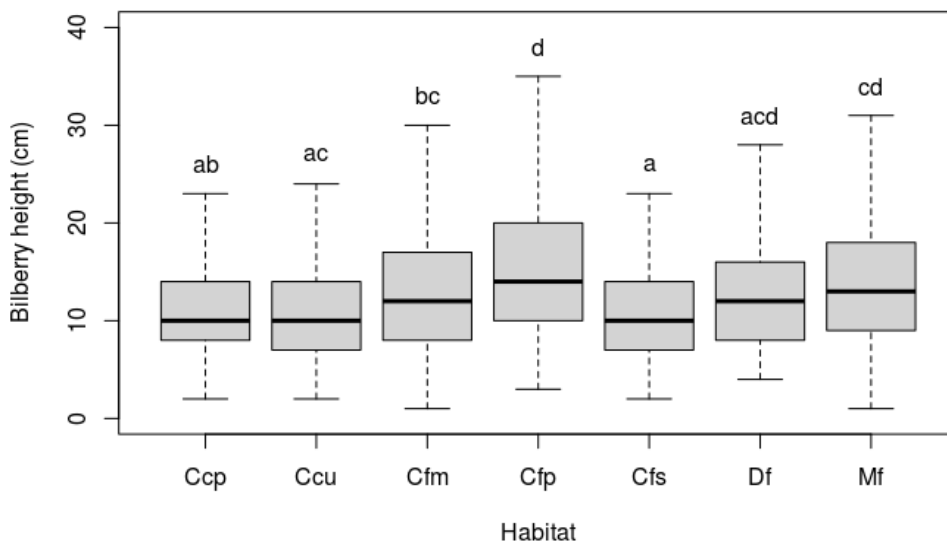 40
30
20
10
0
Bilberry height (cm)
ab
ac
bc
d
a
acd
cd
Ccp Ccu Cfm Cfp Cfs Df Mf
Habitat